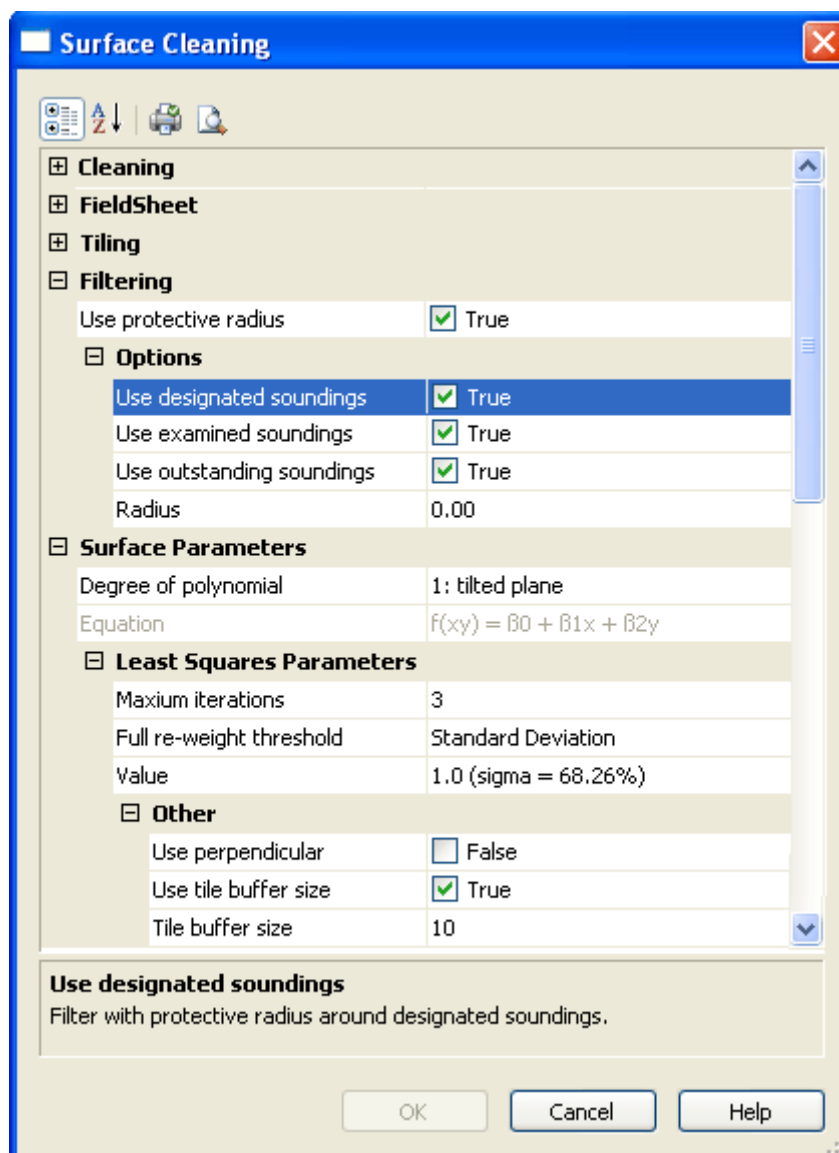 Surface Cleaning
Cleaning
FieldSheet
Tiling
Filtering
Use protective radius True
Options
Use designated soundings True
Use examined soundings True
Use outstanding soundings True
Radius 0.00
Surface Parameters
Degree of polynomial 1: tilted plane
Equation f(xy) = β0 + β1x + β2y
Least Squares Parameters
Maxium iterations 3
Full re-weight threshold Standard Deviation
Value 1.0 (sigma = 68.26%)
Other
Use perpendicular False
Use tile buffer size True
Tile buffer size 10
Use designated soundings
Filter with protective radius around designated soundings.
OK Cancel Help